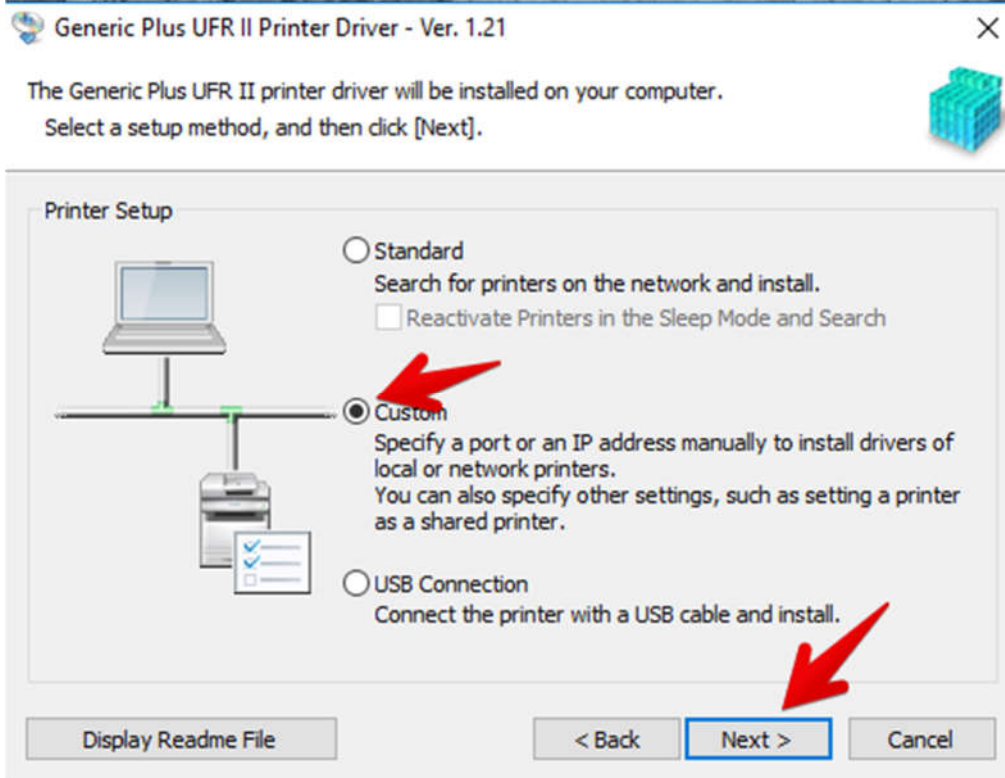 Generic Plus UFR II Printer Driver - Ver. 1.21
The Generic Plus UFR II printer driver will be installed on your computer.
Select a setup method, and then click [Next].
Printer Setup
Standard
Search for printers on the network and install.
Reactivate Printers in the Sleep Mode and Search
Custom
Specify a port or an IP address manually to install drivers of
local or network printers.
You can also specify other settings, such as setting a printer
as a shared printer.
USB Connection
Connect the printer with a USB cable and install.
Display Readme File
< Back
Next >
Cancel